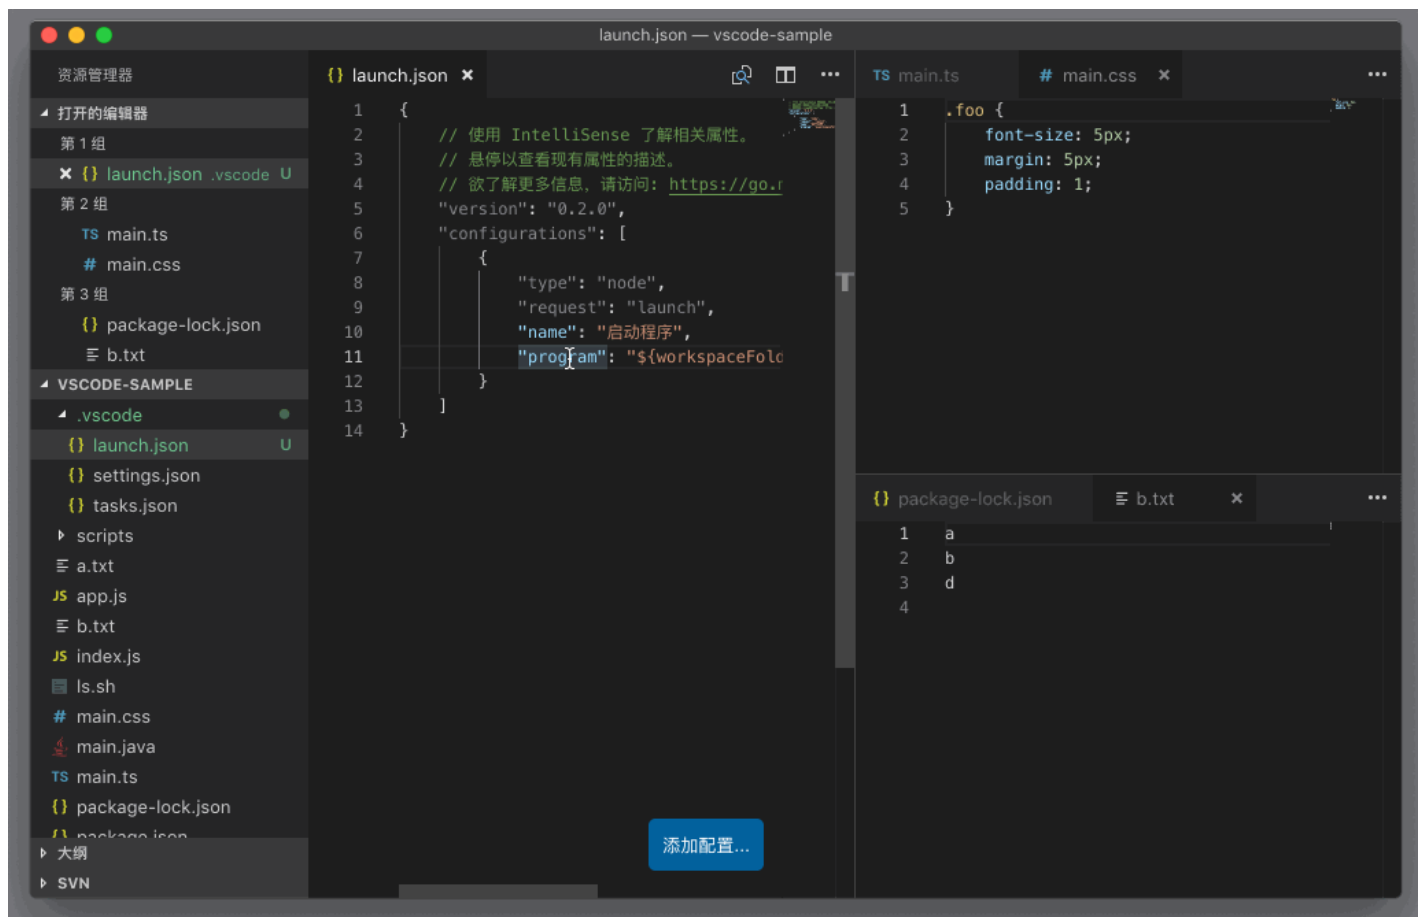 launch.json — vscode-sample
资源管理器
打开的编辑器
第 1 组
launch.json .vscode U
第 2 组
TS main.ts
# main.css
第 3 组
{} package-lock.json
b.txt
VSCODE-SAMPLE
.vscode
{} launch.json U
{} settings.json
{} tasks.json
scripts
a.txt
JS app.js
b.txt
JS index.js
ls.sh
# main.css
main.java
TS main.ts
{} package-lock.json
{} package.json
大纲
SVN
{} launch.json
1 {
2 // 使用 IntelliSense 了解相关属性。
3 // 悬停以查看现有属性的描述。
4 // 欲了解更多信息, 请访问: https://go.
5 "version": "0.2.0",
6 "configurations": [
7 {
8 "type": "node",
9 "request": "launch",
10 "name": "启动程序",
11 "program": "${workspaceFold
12 }
13 ]
14 }
添加配置...
TS main.ts
# main.css
1 .foo {
2 font-size: 5px;
3 margin: 5px;
4 padding: 1;
5 }
{} package-lock.json
b.txt
1 a
2 b
3 d
4